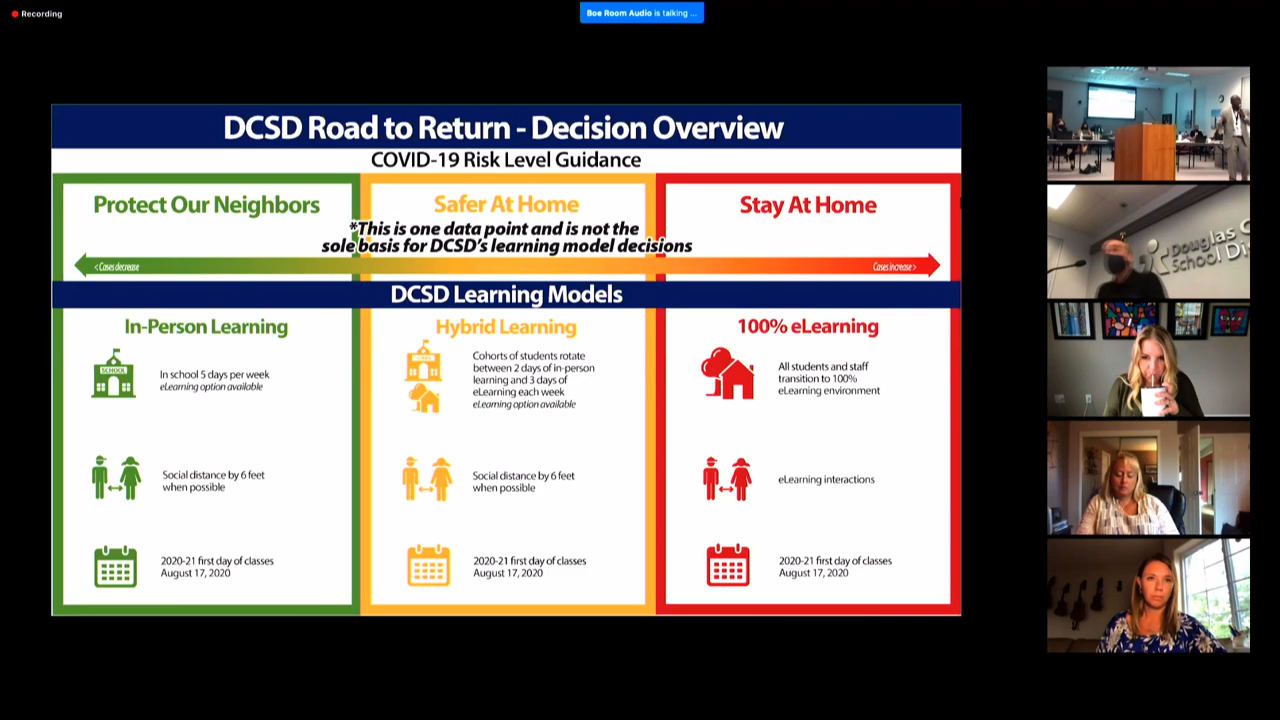 Recording
Boe Room Audio is talking ...
DCSD Road to Return - Decision Overview
COVID-19 Risk Level Guidance
Protect Our Neighbors
Safer At Home
Stay At Home
*This is one data point and is not the
sole basis for DCSD's learning model decisions
< Cases decrease
Cases increase >
DCSD Learning Models
In-Person Learning
SCHOOL
In school 5 days per week
eLearning option available
Social distance by 6 feet
when possible
2020-21 first day of classes
August 17, 2020
Hybrid Learning
Cohorts of students rotate
between 2 days of in-person
learning and 3 days of
eLearning each week
eLearning option available
Social distance by 6 feet
when possible
2020-21 first day of classes
August 17, 2020
100% eLearning
All students and staff
transition to 100%
eLearning environment
eLearning interactions
2020-21 first day of classes
August 17, 2020
Douglas C
School Di